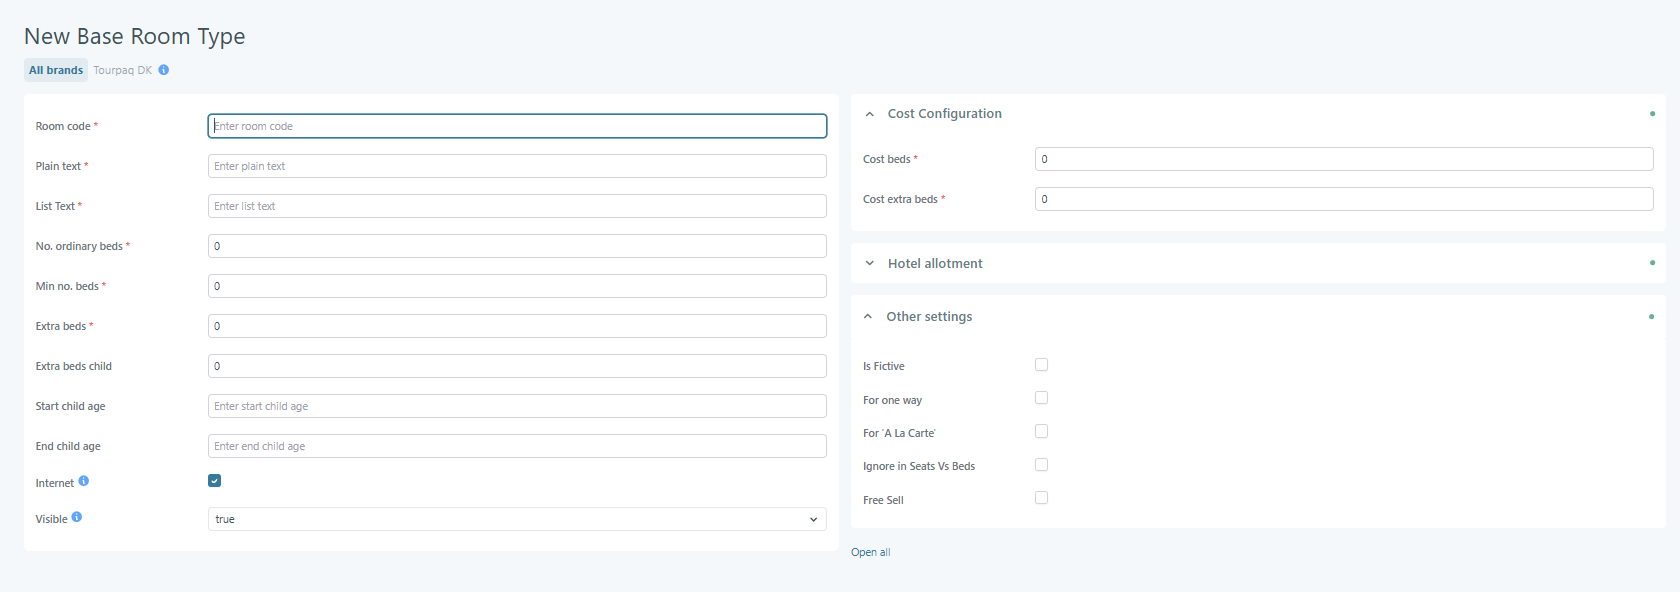 New Base Room Type
All brands Tourpaq DK
Room code * Enter room code
Plain text * Enter plain text
List Text * Enter list text
No. ordinary beds * 0
Min no. beds * 0
Extra beds * 0
Extra beds child 0
Start child age Enter start child age
End child age Enter end child age
Internet
Visible true
Cost Configuration
Cost beds * 0
Cost extra beds * 0
Hotel allotment
Other settings
Is Fictive
For one way
For 'A La Carte'
Ignore in Seats Vs Beds
Free Sell
Open all